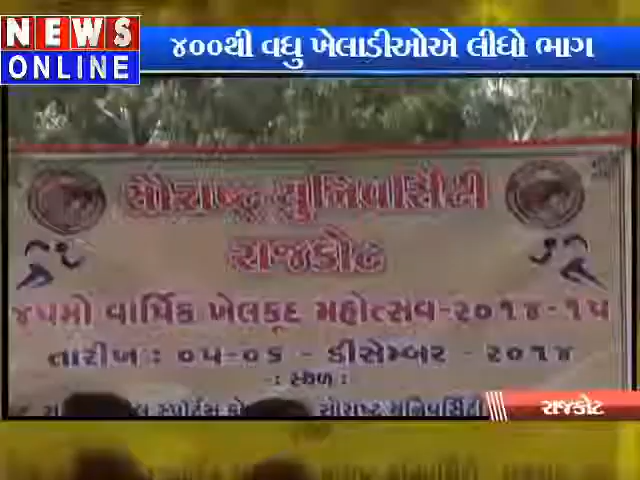 NEWS
ONLINE
૪૦૦થી વધુ ખેલાડીઓએ લીધો ભાગ
સૌરાષ્ટ્ર યુનિવર્સિટી
રાજકોટ
૪૫મો વાર્ષિક ખેલકૂદ મહોત્સવ-૨૦૧૪-૧૫
તારીખ : ૦૫-૦૬ - ડીસેમ્બર - ૨૦૧૪
-: સ્થળ :
સૌરાષ્ટ્ર યુનિવર્સિટી
રાજકોટ